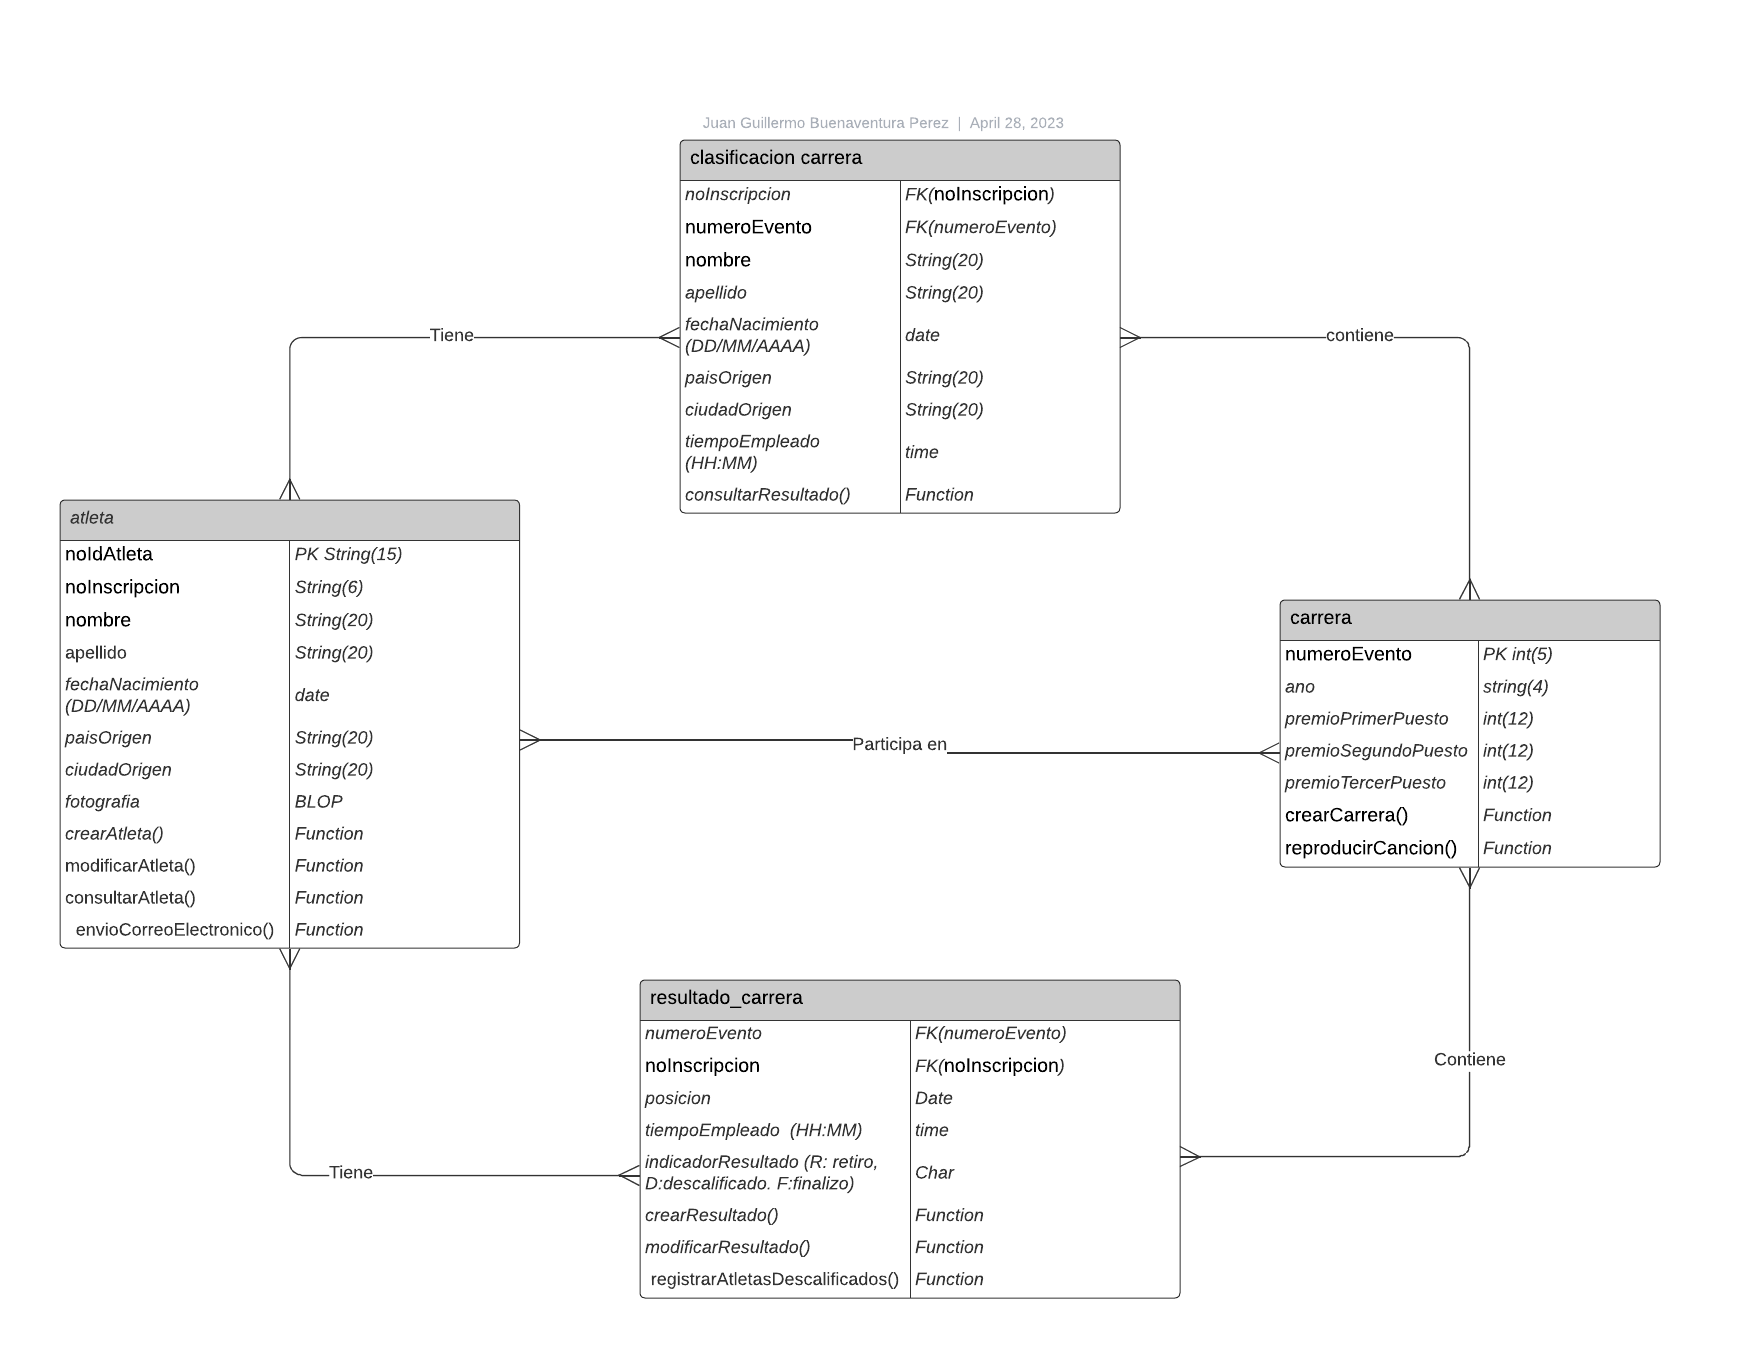 Juan Guillermo Buenaventura Perez | April 28, 2023
clasificacion carrera
noInscripcion FK(noInscripcion)
numeroEvento FK(numeroEvento)
nombre String(20)
apellido String(20)
fechaNacimiento
(DD/MM/AAAA) date
paisOrigen String(20)
ciudadOrigen String(20)
tiempoEmpleado
(HH:MM) time
consultarResultado() Function
Tiene
contiene
atleta
noIdAtleta PK String(15)
noInscripcion String(6)
nombre String(20)
apellido String(20)
fechaNacimiento
(DD/MM/AAAA) date
paisOrigen String(20)
ciudadOrigen String(20)
fotografia BLOP
crearAtleta() Function
modificarAtleta() Function
consultarAtleta() Function
envioCorreoElectronico() Function
Participa en
carrera
numeroEvento PK int(5)
ano string(4)
premioPrimerPuesto int(12)
premioSegundoPuesto int(12)
premioTercerPuesto int(12)
crearCarrera() Function
reproducirCancion() Function
Tiene
Contiene
resultado_carrera
numeroEvento FK(numeroEvento)
noInscripcion FK(noInscripcion)
posicion Date
tiempoEmpleado (HH:MM) time
indicadorResultado (R: retiro,
D:descalificado. F:finalizo) Char
crearResultado() Function
modificarResultado() Function
registrarAtletasDescalificados() Function